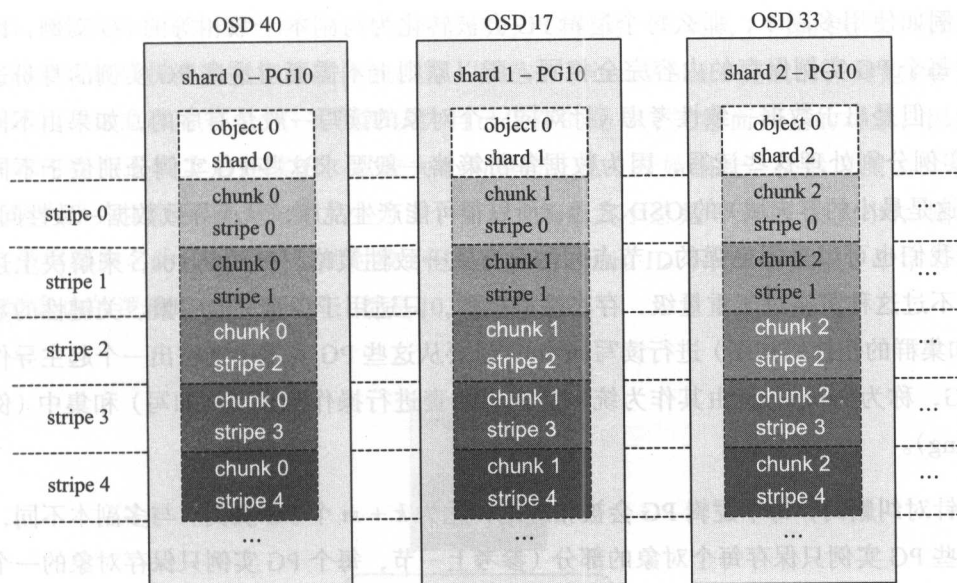 OSD 40 OSD 17 OSD 33
shard 0 – PG10 shard 1 – PG10 shard 2 – PG10
object 0 object 0 object 0
shard 0 shard 1 shard 2
stripe 0 chunk 0 chunk 1 chunk 2 ...
stripe 0 stripe 0 stripe 0
stripe 1 chunk 0 chunk 1 chunk 2 ...
stripe 1 stripe 1 stripe 1
stripe 2 chunk 0 chunk 1 chunk 2 ...
stripe 2 stripe 2 stripe 2
stripe 3 chunk 0 chunk 1 chunk 2 ...
stripe 3 stripe 3 stripe 3
stripe 4 chunk 0 chunk 1 chunk 2 ...
stripe 4 stripe 4 stripe 4
... ... ...